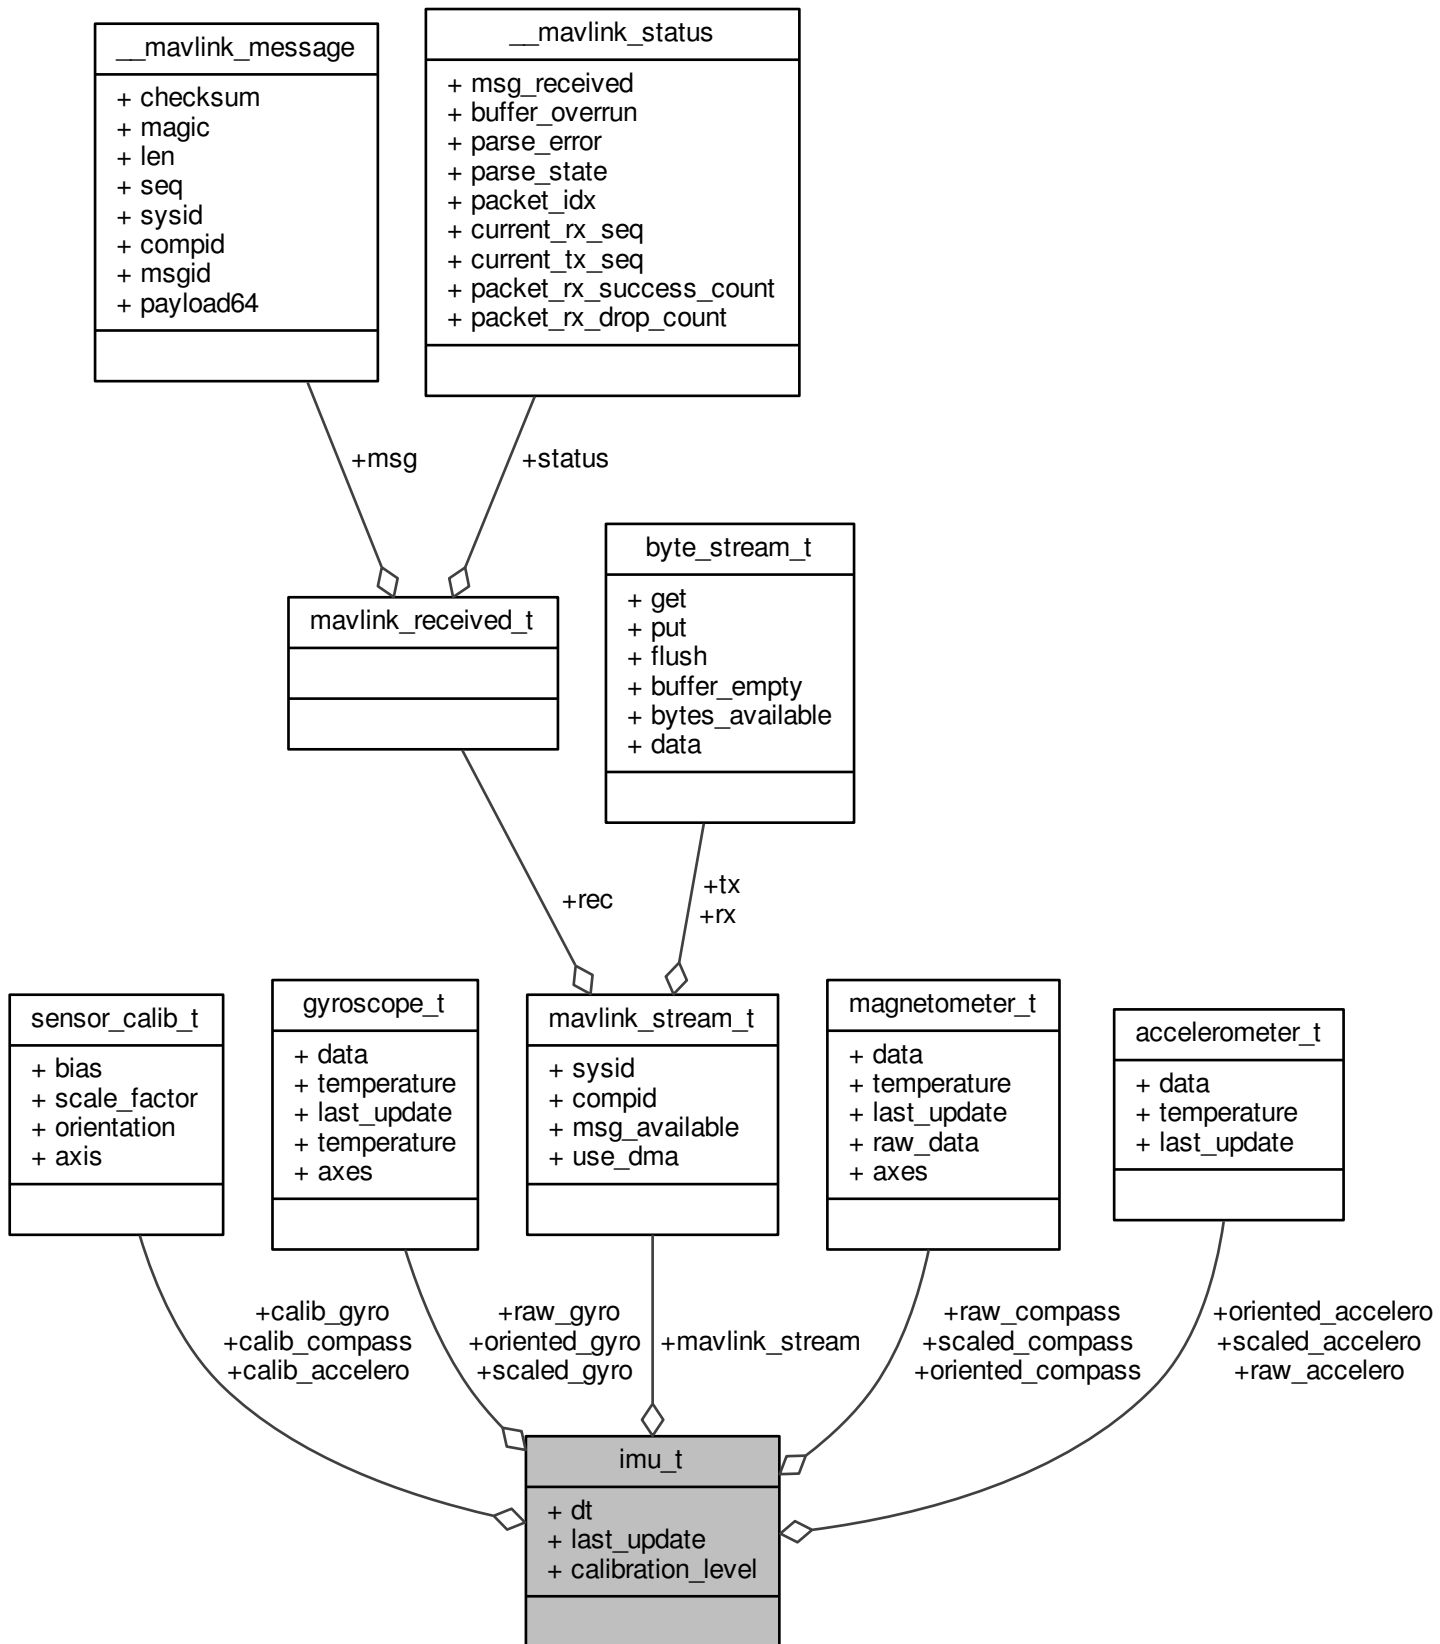 __mavlink_message
+ checksum
+ magic
+ len
+ seq
+ sysid
+ compid
+ msgid
+ payload64
__mavlink_status
+ msg_received
+ buffer_overrun
+ parse_error
+ parse_state
+ packet_idx
+ current_rx_seq
+ current_tx_seq
+ packet_rx_success_count
+ packet_rx_drop_count
+msg
+status
mavlink_received_t
byte_stream_t
+ get
+ put
+ flush
+ buffer_empty
+ bytes_available
+ data
+rec
+tx
+rx
sensor_calib_t
+ bias
+ scale_factor
+ orientation
+ axis
gyroscope_t
+ data
+ temperature
+ last_update
+ temperature
+ axes
mavlink_stream_t
+ sysid
+ compid
+ msg_available
+ use_dma
magnetometer_t
+ data
+ temperature
+ last_update
+ raw_data
+ axes
accelerometer_t
+ data
+ temperature
+ last_update
+calib_gyro
+calib_compass
+calib_accelero
+raw_gyro
+oriented_gyro
+scaled_gyro
+mavlink_stream
+raw_compass
+scaled_compass
+oriented_compass
+oriented_accelero
+scaled_accelero
+raw_accelero
imu_t
+ dt
+ last_update
+ calibration_level